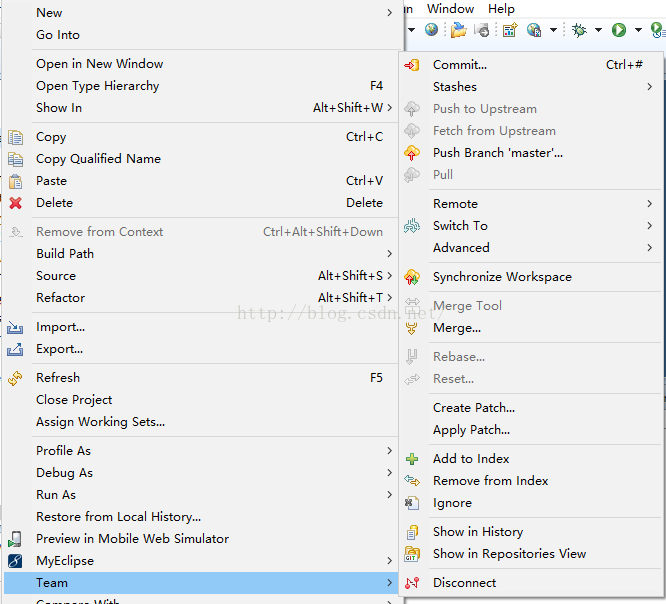 New
Go Into
Open in New Window
Open Type Hierarchy F4
Show In Alt+Shift+W
Copy Ctrl+C
Copy Qualified Name
Paste Ctrl+V
Delete Delete
Remove from Context Ctrl+Alt+Shift+Down
Build Path
Source Alt+Shift+S
Refactor Alt+Shift+T
Import...
Export...
Refresh F5
Close Project
Assign Working Sets...
Profile As
Debug As
Run As
Restore from Local History...
Preview in Mobile Web Simulator
MyEclipse
Team
Compare With
Window Help
Commit... Ctrl+#
Stashes
Push to Upstream
Fetch from Upstream
Push Branch 'master'...
Pull
Remote
Switch To
Advanced
Synchronize Workspace
Merge Tool
Merge...
Rebase...
Reset...
Create Patch...
Apply Patch...
Add to Index
Remove from Index
Ignore
Show in History
GIT Show in Repositories View
Disconnect
http://blog.csdn.net/